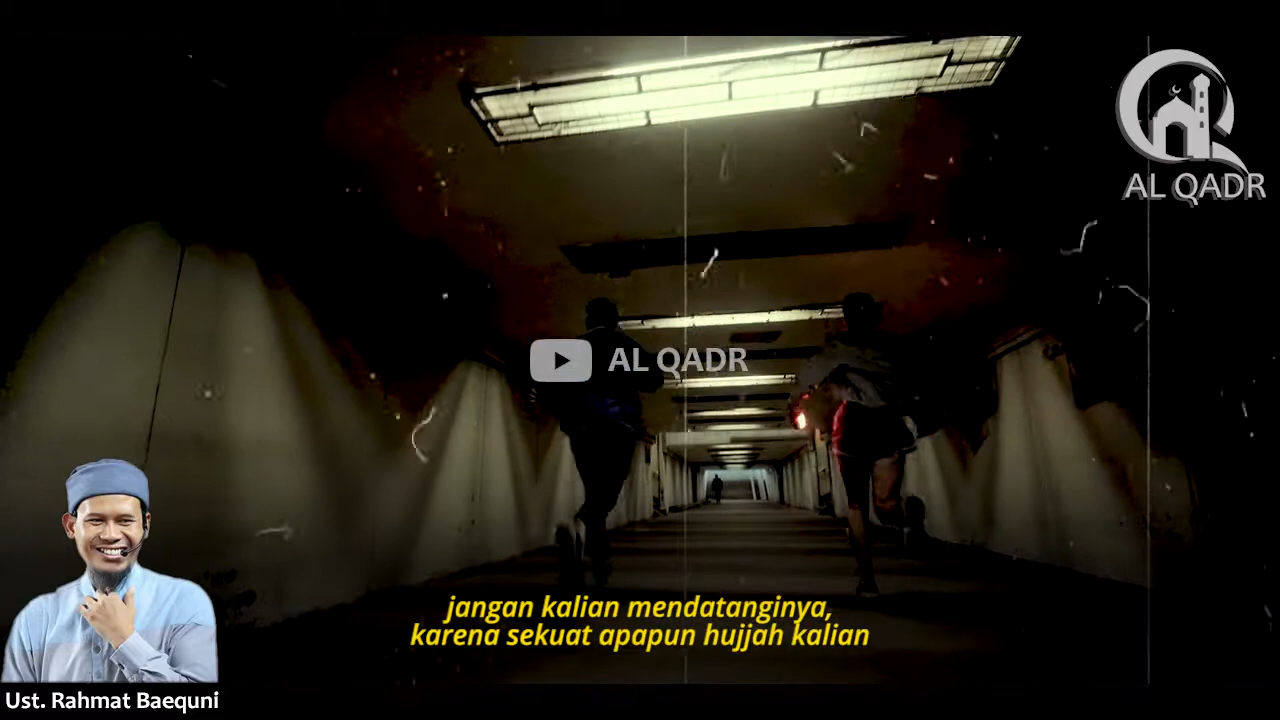 AL QADR
AL QADR
jangan kalian mendatanginya,
karena sekuat apapun hujjah kalian
Ust. Rahmat Baequni